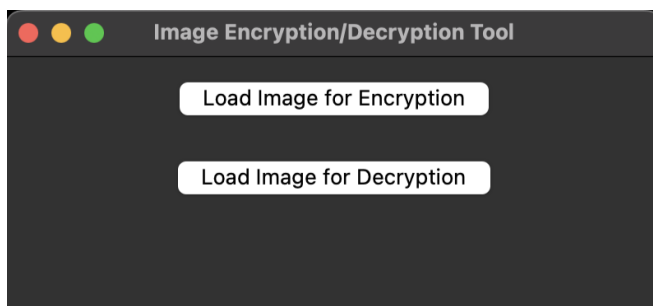 Image Encryption/Decryption Tool
Load Image for Encryption
Load Image for Decryption